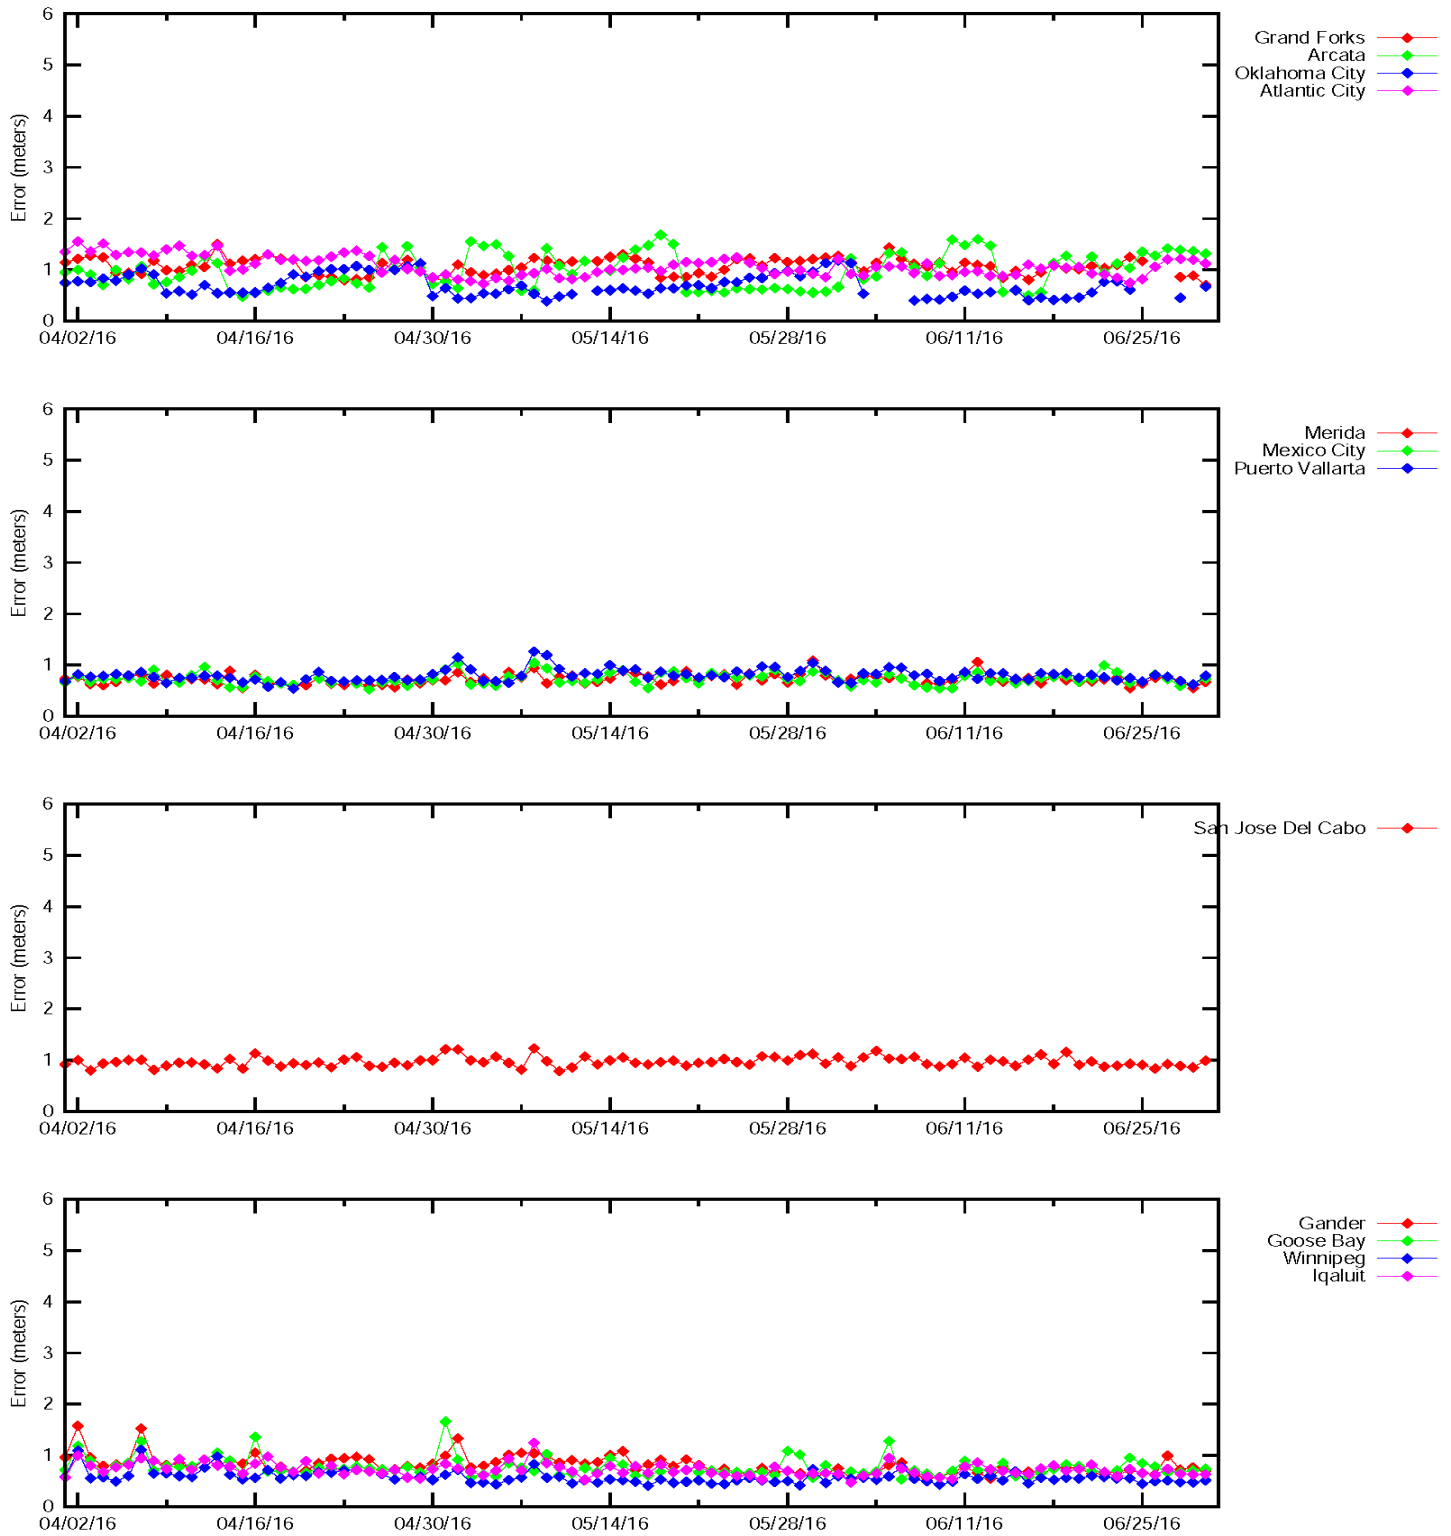 6
5
4
3
2
1
0
Error (meters)
04/02/16 04/16/16 04/30/16 05/14/16 05/28/16 06/11/16 06/25/16
Grand Forks
Arcata
Oklahoma City
Atlantic City
6
5
4
3
2
1
0
Error (meters)
04/02/16 04/16/16 04/30/16 05/14/16 05/28/16 06/11/16 06/25/16
Merida
Mexico City
Puerto Vallarta
6
5
4
3
2
1
0
Error (meters)
04/02/16 04/16/16 04/30/16 05/14/16 05/28/16 06/11/16 06/25/16
San Jose Del Cabo
6
5
4
3
2
1
0
Error (meters)
04/02/16 04/16/16 04/30/16 05/14/16 05/28/16 06/11/16 06/25/16
Gander
Goose Bay
Winnipeg
Iqaluit